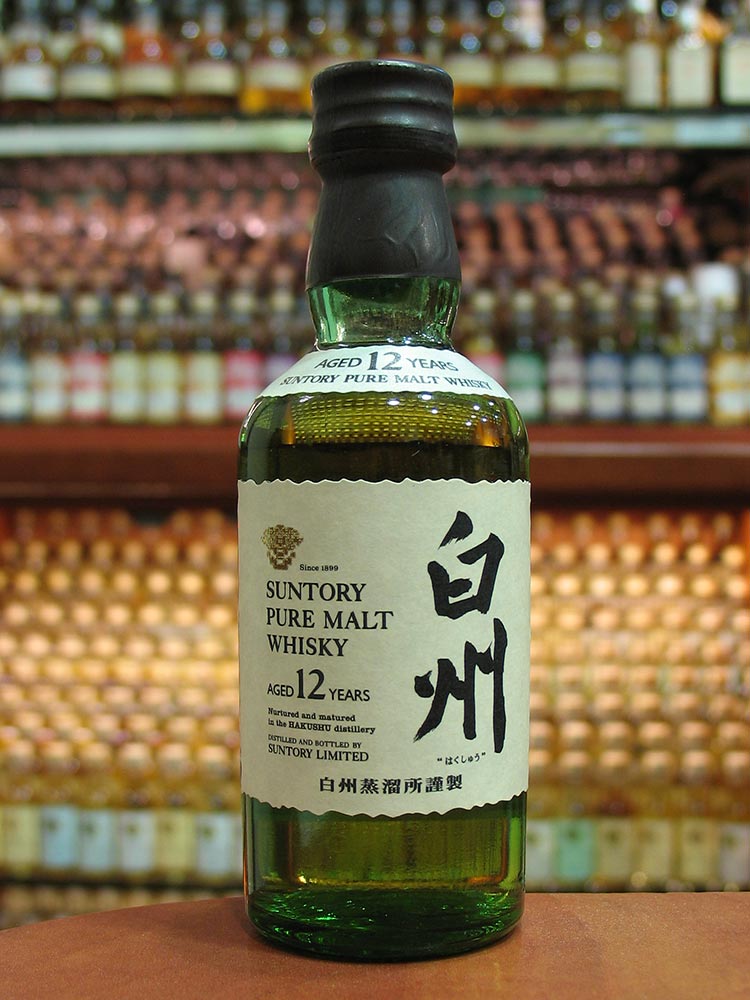 AGED 12 YEARS
SUNTORY PURE MALT WHISKY
Since 1899
SUNTORY
PURE MALT
WHISKY
AGED 12 YEARS
Nurtured and matured
in the HAKUSHU distillery
DISTILLED AND BOTTLED BY
SUNTORY LIMITED
白州
"はくしゅう"
白州蒸溜所謹製